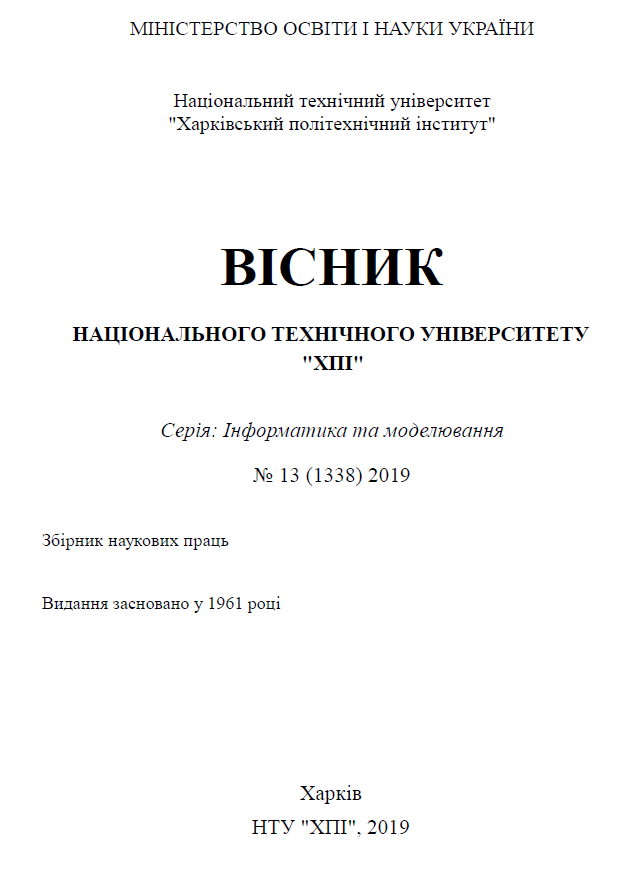 МІНІСТЕРСТВО ОСВІТИ І НАУКИ УКРАЇНИ
Національний технічний університет
"Харківський політехнічний інститут"
ВІСНИК
НАЦІОНАЛЬНОГО ТЕХНІЧНОГО УНІВЕРСИТЕТУ
"ХПІ"
Серія: Інформатика та моделювання
№ 13 (1338) 2019
Збірник наукових праць
Видання засновано у 1961 році
Харків
НТУ "ХПІ", 2019